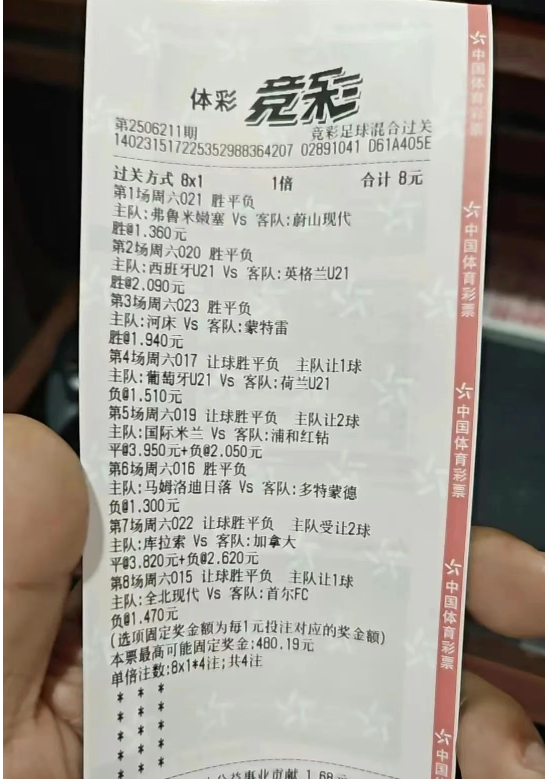 体彩 竞彩
第2506211期 竞彩足球混合过关
140231517225352988364207 02891041 D61A405E
过关方式 8x1 1倍 合计 8元
第1场周六021 胜平负
主队:弗鲁米嫩塞 Vs 客队:蔚山现代
胜@1.360元
第2场周六020 胜平负
主队:西班牙U21 Vs 客队:英格兰U21
胜@2.090元
第3场周六023 胜平负
主队:河床 Vs 客队:蒙特雷
胜@1.940元
第4场周六017 让球胜平负 主队让1球
主队:葡萄牙U21 Vs 客队:荷兰U21
负@1.510元
第5场周六019 让球胜平负 主队让2球
主队:国际米兰 Vs 客队:浦和红钻
平@3.950元+负@2.050元
第6场周六016 胜平负
主队:马姆洛迪日落 Vs 客队:多特蒙德
负@1.300元
第7场周六022 让球胜平负 主队受让2球
主队:库拉索 Vs 客队:加拿大
平@3.820元+负@2.620元
第8场周六015 让球胜平负 主队让1球
主队:全北现代 Vs 客队:首尔FC
负@1.470元
(选项固定奖金额为每1元投注对应的奖金额)
本票最高可能固定奖金:480.19元
单倍注数:8x1*4注;共4注
* * *
* * *
* * *
* * *
* * *
公益事业贡献 1.68元
中国体育彩票
中国体育彩票
中国体育彩票
中国体育彩票
中国